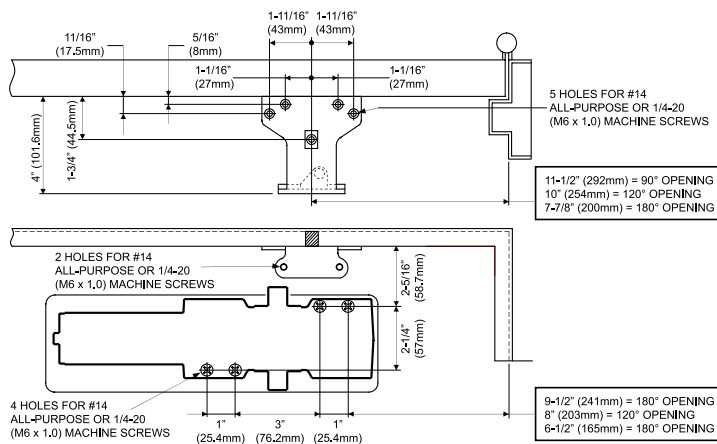 1-11/16" 1-11/16"
(43mm) (43mm)
11/16"
(17.5mm)
5/16"
(8mm)
1-1/16"
(27mm)
1-1/16"
(27mm)
5 HOLES FOR #14
ALL-PURPOSE OR 1/4-20
(M6 x 1.0) MACHINE SCREWS
4" (101.6mm)
1-3/4" (44.5mm)
11-1/2" (292mm) = 90° OPENING
10" (254mm) = 120° OPENING
7-7/8" (200mm) = 180° OPENING
2 HOLES FOR #14
ALL-PURPOSE OR 1/4-20
(M6 x 1.0) MACHINE SCREWS
2-5/16"
(58.7mm)
2-1/4"
(57mm)
4 HOLES FOR #14
ALL-PURPOSE OR 1/4-20
(M6 x 1.0) MACHINE SCREWS
1" 3" 1"
(25.4mm) (76.2mm) (25.4mm)
9-1/2" (241mm) = 180° OPENING
8" (203mm) = 120° OPENING
6-1/2" (165mm) = 180° OPENING